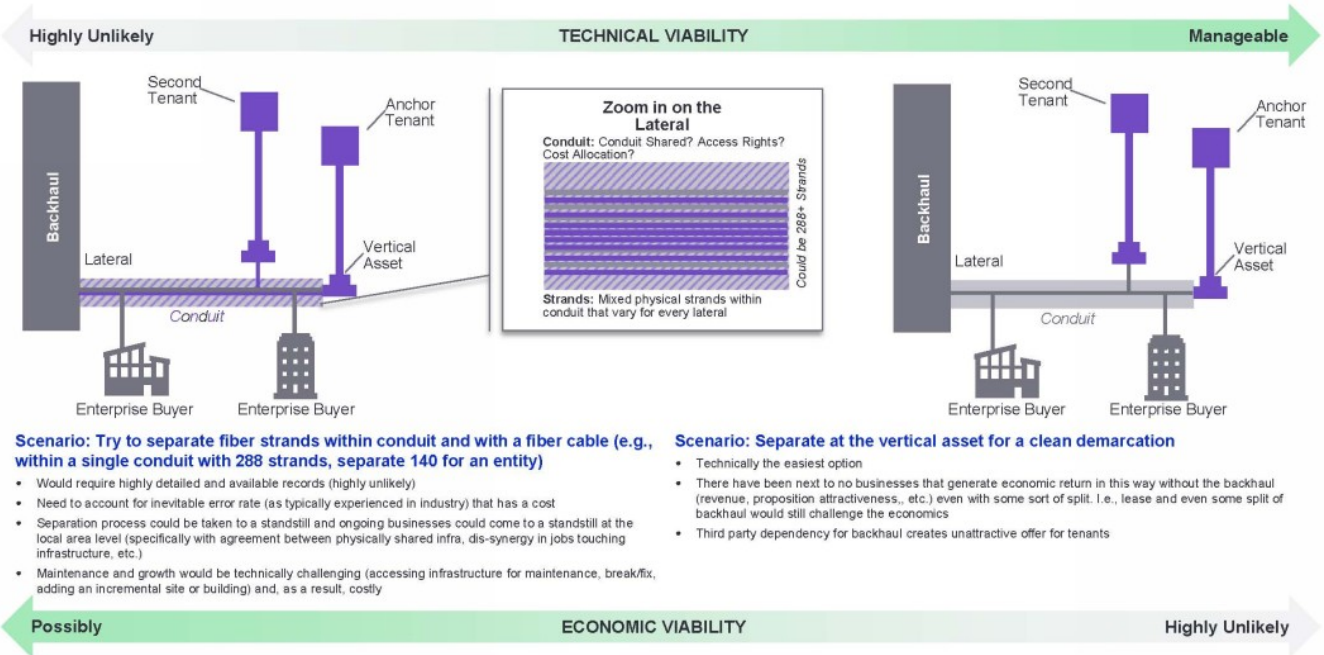 Highly Unlikely
TECHNICAL VIABILITY
Manageable
Second
Tenant
Anchor
Tenant
Backhaul
Lateral
Vertical
Asset
Conduit
Enterprise Buyer
Enterprise Buyer
Zoom in on the
Lateral
Conduit: Conduit Shared? Access Rights?
Cost Allocation?
Could be 288+ Strands
Strands: Mixed physical strands within
conduit that vary for every lateral
Second
Tenant
Anchor
Tenant
Backhaul
Lateral
Vertical
Asset
Conduit
Enterprise Buyer
Enterprise Buyer
Scenario: Try to separate fiber strands within conduit and with a fiber cable (e.g.,
within a single conduit with 288 strands, separate 140 for an entity)
• Would require highly detailed and available records (highly unlikely)
• Need to account for inevitable error rate (as typically experienced in industry) that has a cost
• Separation process could be taken to a standstill and ongoing businesses could come to a standstill at the
local area level (specifically with agreement between physically shared infra, dis-synergy in jobs touching
infrastructure, etc.)
• Maintenance and growth would be technically challenging (accessing infrastructure for maintenance, break/fix,
adding an incremental site or building) and, as a result, costly
Scenario: Separate at the vertical asset for a clean demarcation
• Technically the easiest option
• There have been next to no businesses that generate economic return in this way without the backhaul
(revenue, proposition attractiveness,, etc.) even with some sort of split. I.e., lease and even some split of
backhaul would still challenge the economics
• Third party dependency for backhaul creates unattractive offer for tenants
Possibly
ECONOMIC VIABILITY
Highly Unlikely